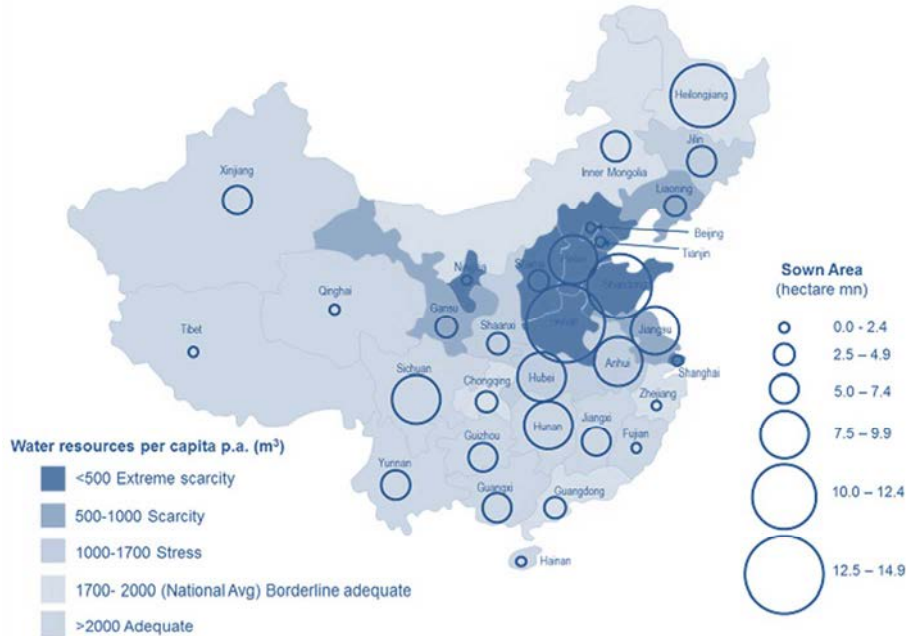 Heilongjiang
Jilin
Inner Mongolia
Xinjiang
Liaoning
Beijing
Tianjin
Shandong
Qinghai
Gansu
Shaanxi
Jiangsu
Tibet
Anhui
Shanghai
Sichuan
Chongqing
Hubei
Zhejiang
Hunan
Jiangxi
Fujian
Guizhou
Yunnan
Guangxi
Guangdong
Hainan
Sown Area
(hectare mn)
0.0 - 2.4
2.5 – 4.9
5.0 – 7.4
7.5 – 9.9
10.0 – 12.4
12.5 – 14.9
Water resources per capita p.a. (m³)
<500 Extreme scarcity
500-1000 Scarcity
1000-1700 Stress
1700- 2000 (National Avg) Borderline adequate
>2000 Adequate